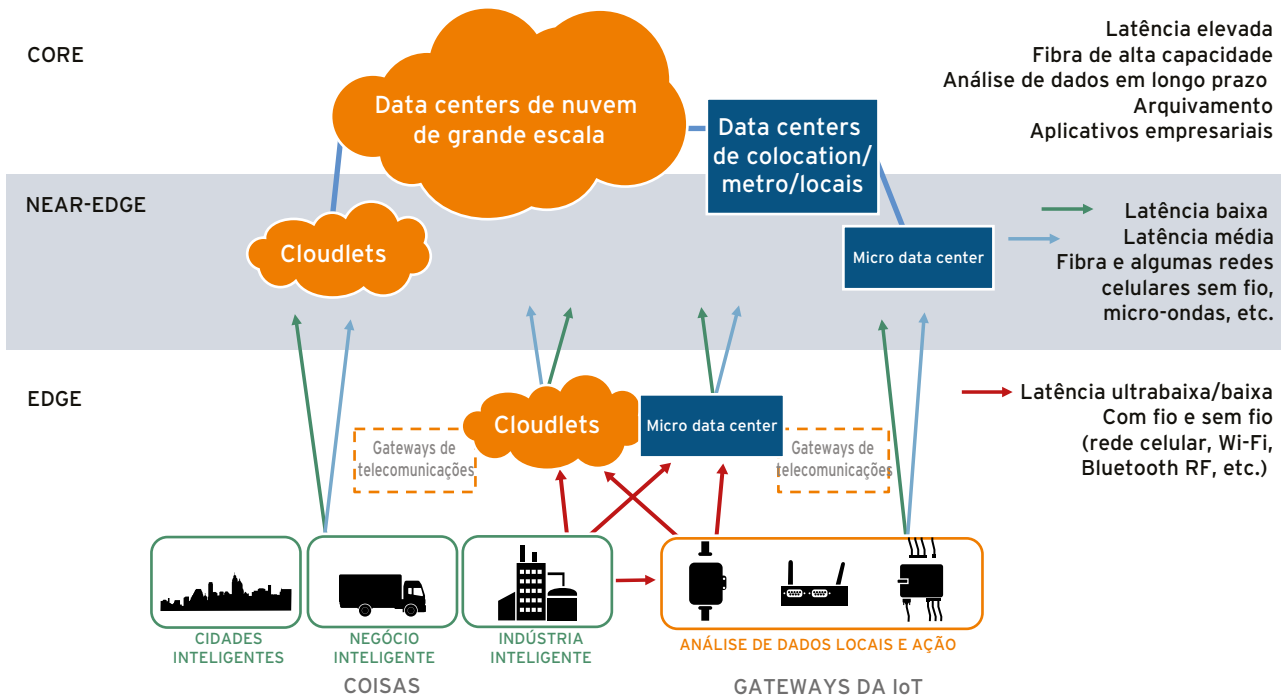 CORE
Data centers de nuvem
de grande escala
Data centers
de colocation/
metro/locais
Latência elevada
Fibra de alta capacidade
Análise de dados em longo prazo
Arquivamento
Aplicativos empresariais
NEAR-EDGE
Cloudlets
Micro data center
Latência baixa
Latência média
Fibra e algumas redes
celulares sem fio,
micro-ondas, etc.
EDGE
Gateways de
telecomunicações
Cloudlets
Micro data center
Gateways de
telecomunicações
Latência ultrabaixa/baixa
Com fio e sem fio
(rede celular, Wi-Fi,
Bluetooth RF, etc.)
CIDADES
INTELIGENTES
NEGÓCIO
INTELIGENTE
INDÚSTRIA
INTELIGENTE
ANÁLISE DE DADOS LOCAIS E AÇÃO
COISAS
GATEWAYS DA IoT